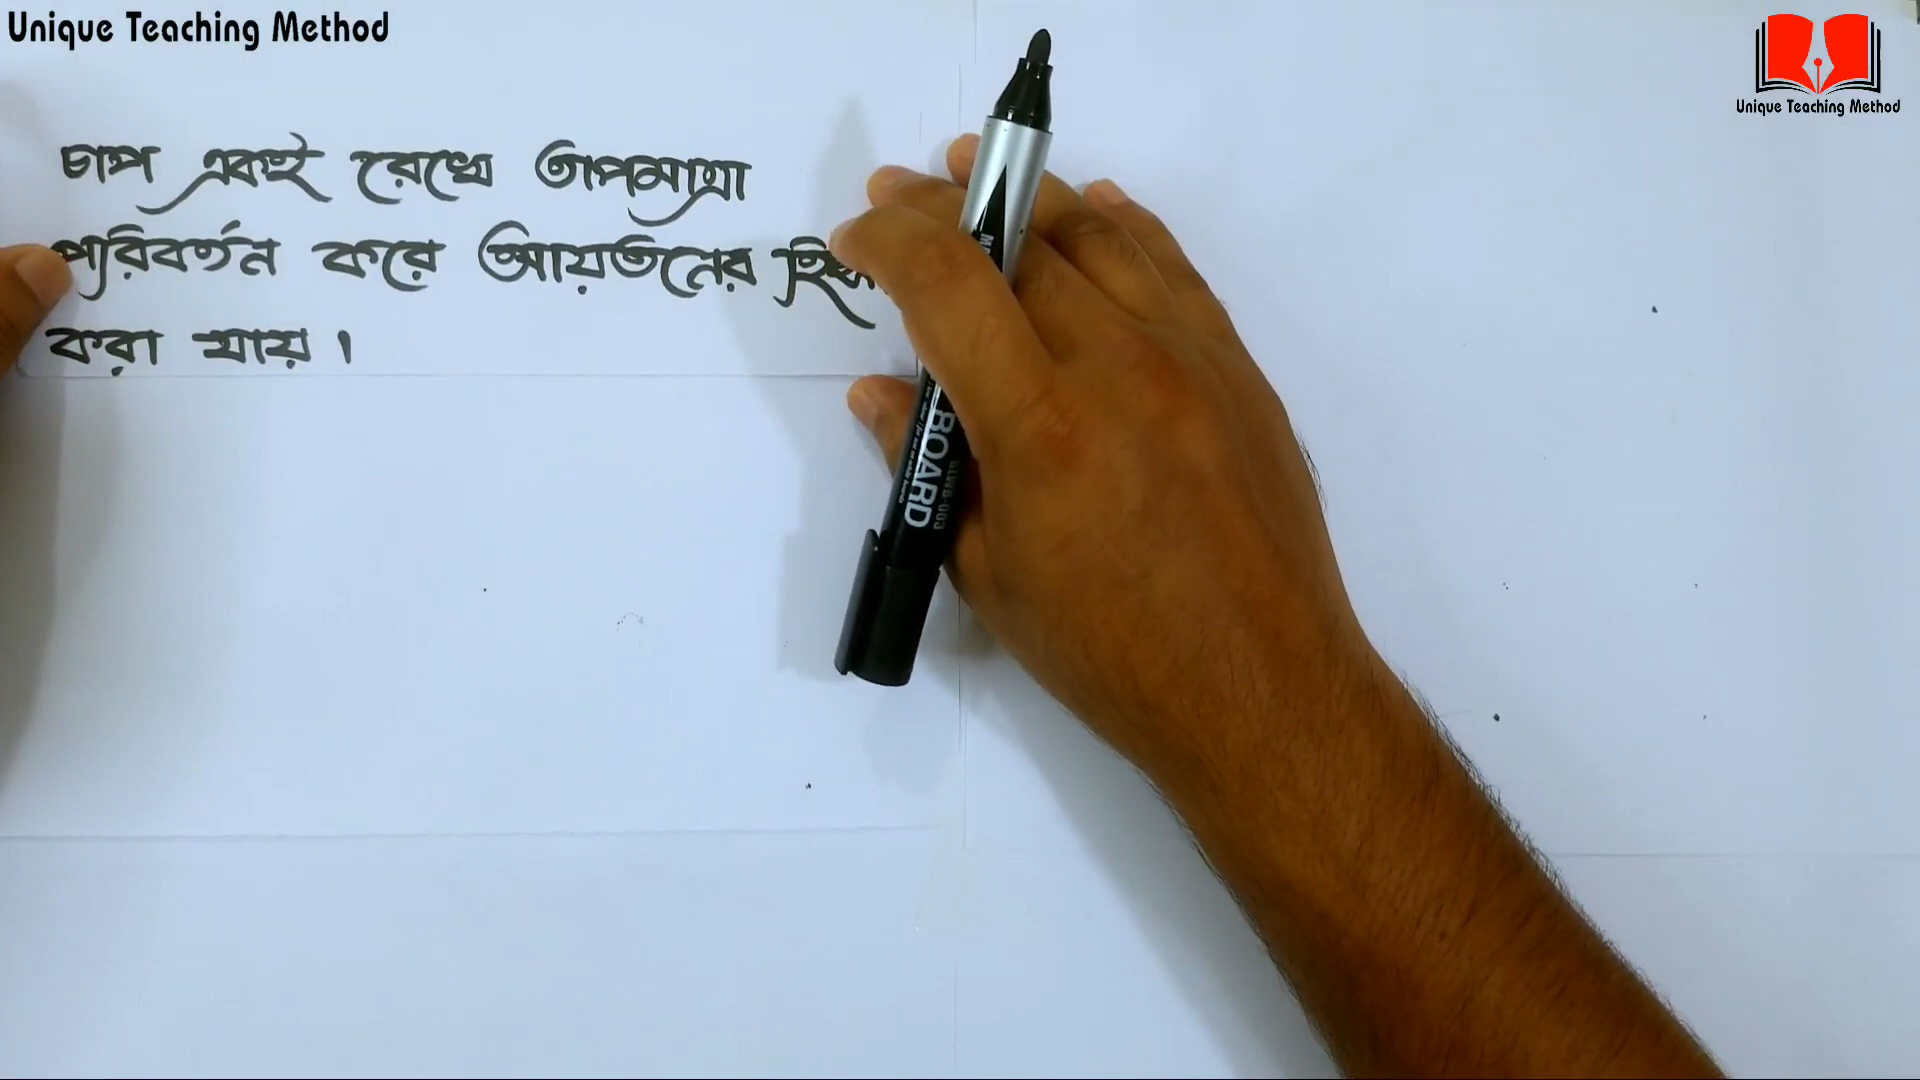 Unique Teaching Method
Unique Teaching Method
চাপ একই রেখে তাপমাত্রা
পরিবর্তন করে আয়তনের
করা যায়।
BOARD